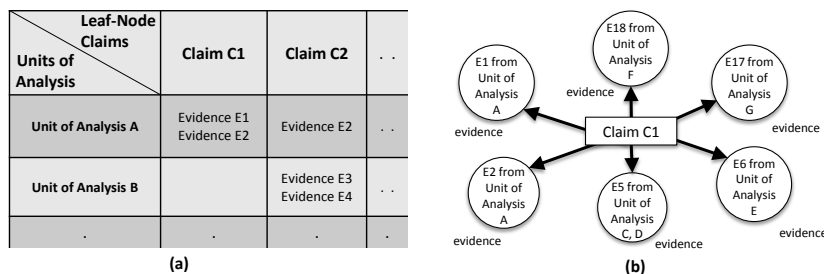 Leaf-Node
Claims
Units of
Analysis
Claim C1
Claim C2
. .
Unit of Analysis A
Evidence E1
Evidence E2
Evidence E2
. .
Unit of Analysis B
Evidence E3
Evidence E4
. .
.
.
.
.
(a)
E1 from
Unit of
Analysis
A
evidence
E18 from
Unit of
Analysis
F
evidence
E17 from
Unit of
Analysis
G
evidence
Claim C1
E2 from
Unit of
Analysis
A
evidence
E5 from
Unit of
Analysis
C, D
evidence
E6 from
Unit of
Analysis
E
evidence
(b)